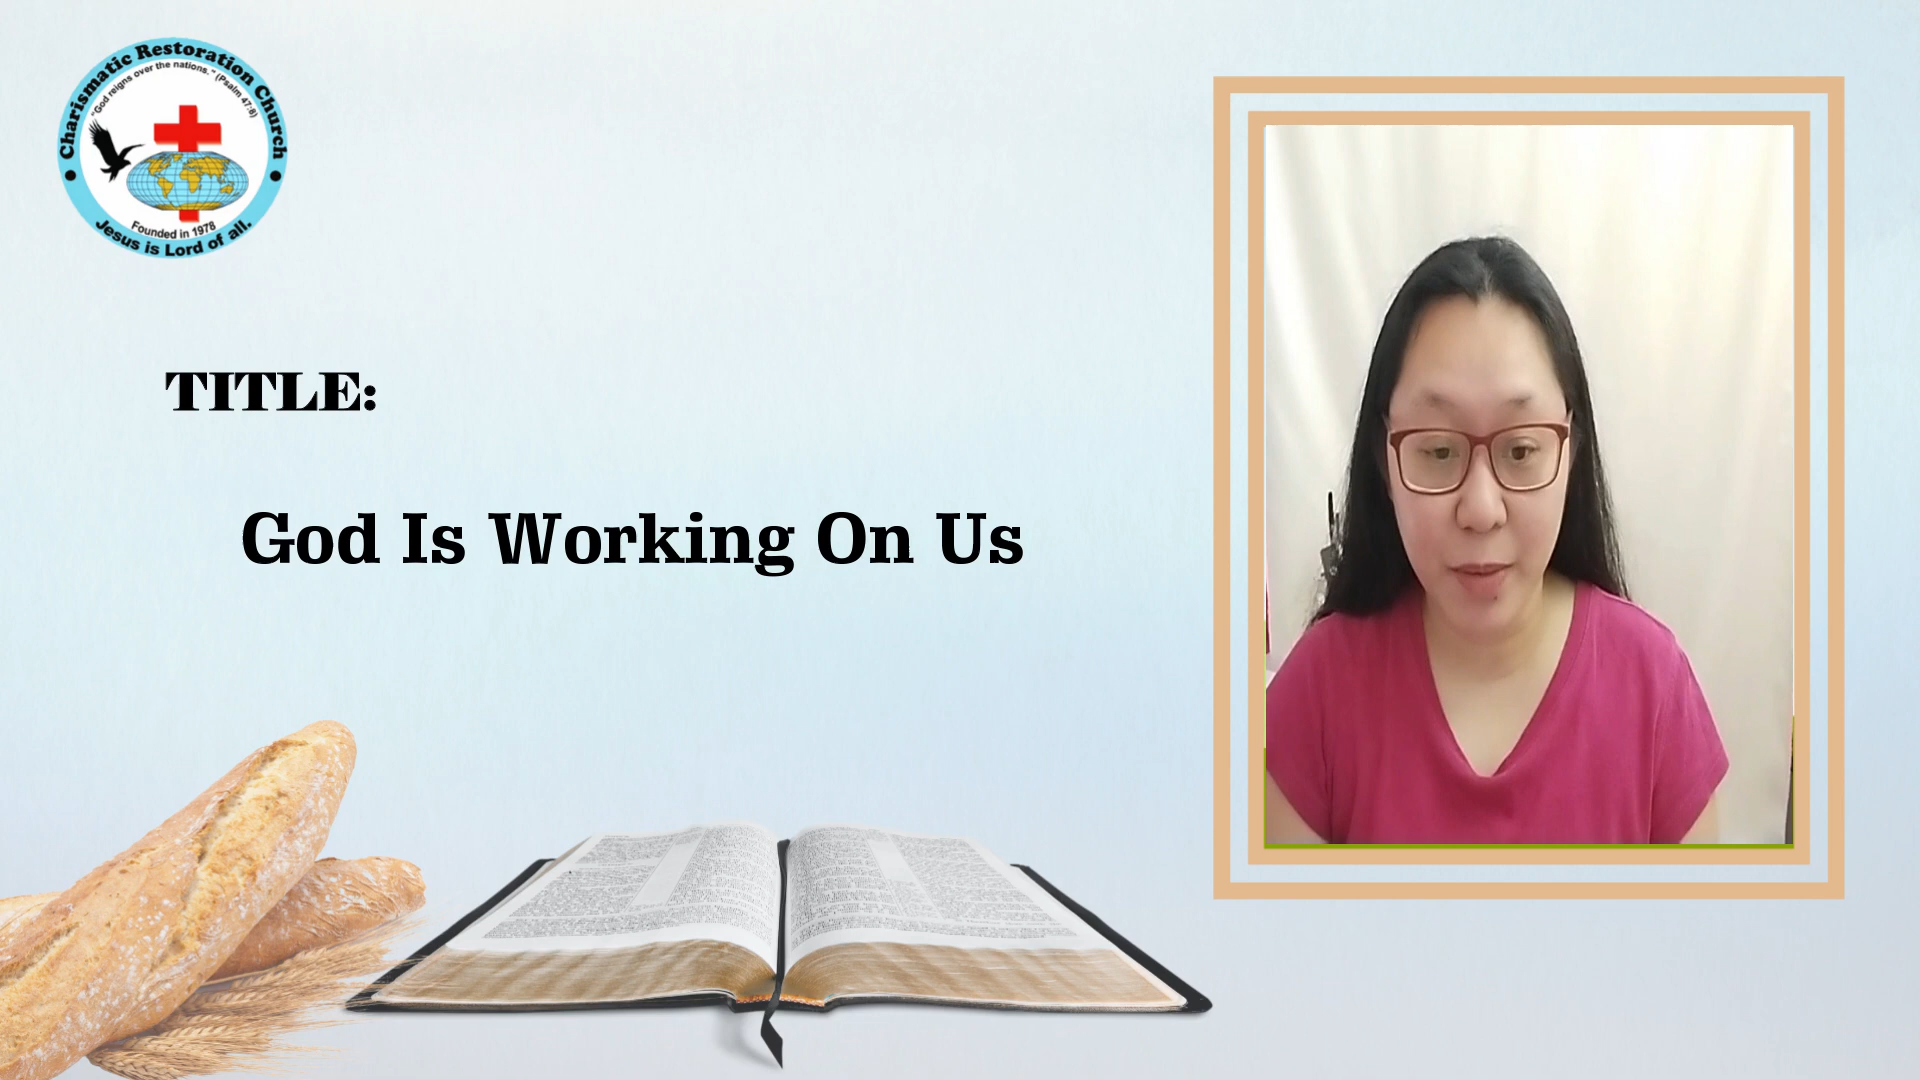 Charismatic Restoration Church
"God reigns over the nations." (Psalm 47:8)
Founded in 1978
Jesus is Lord of all.
TITLE:
God Is Working On Us